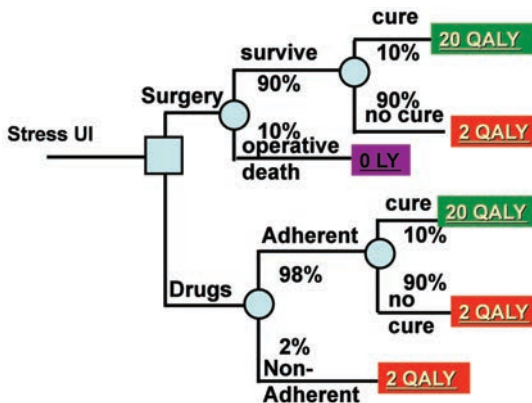 cure
20 QALY
10%
survive
90%
90%
no cure
2 QALY
Surgery
10%
operative
death
0 LY
Stress UI
cure
20 QALY
10%
Adherent
98%
90%
no
cure
2 QALY
Drugs
2%
Non-
Adherent
2 QALY